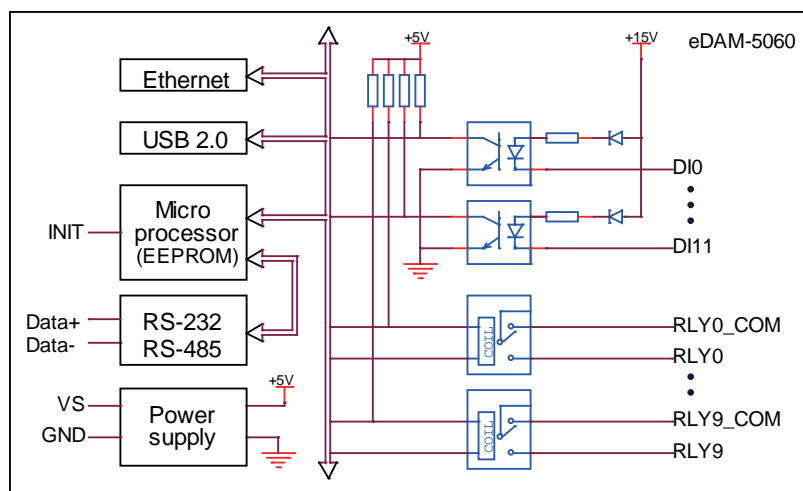 eDAM-5060
+5V
+15V
Ethernet
USB 2.0
INIT
Micro
processor
(EEPROM)
Data+
Data-
RS-232
RS-485
VS
GND
Power
supply
+5V
DI0
DI11
COIL
RLY0_COM
RLY0
COIL
RLY9_COM
RLY9